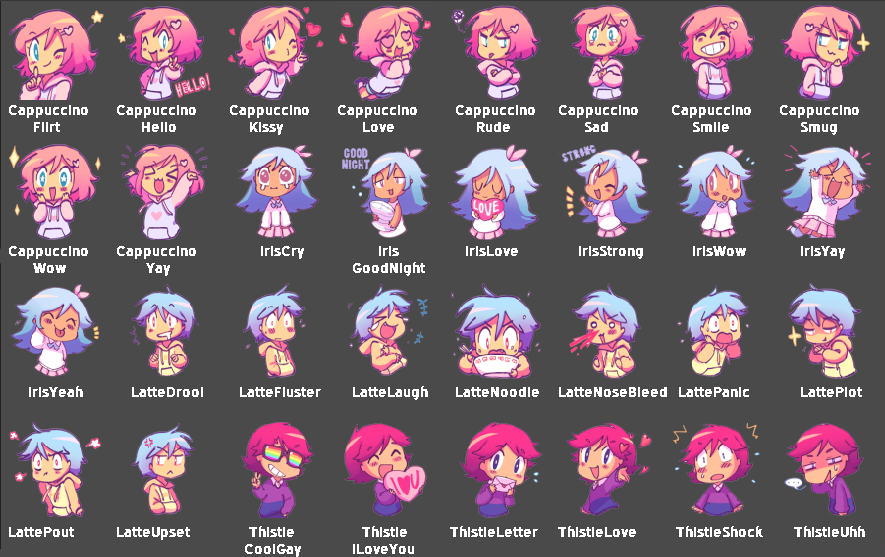 HELLO!
Cappuccino Cappuccino Cappuccino Cappuccino Cappuccino Cappuccino Cappuccino Cappuccino
Flirt Hello Kissy Love Rude Sad Smile Smug
GOOD
NIGHT
LOVE
STRONG
Cappuccino Cappuccino IrisCry Iris IrisLove IrisStrong IrisWow IrisYay
Wow Yay GoodNight
IrisYeah LatteDrool LatteFluster LatteLaugh LatteNoodle LatteNoseBleed LattePanic LattePlot
I U
LattePout LatteUpset Thistle Thistle ThistleLetter ThistleLove ThistleShock ThistleUhh
CoolGay ILoveYou